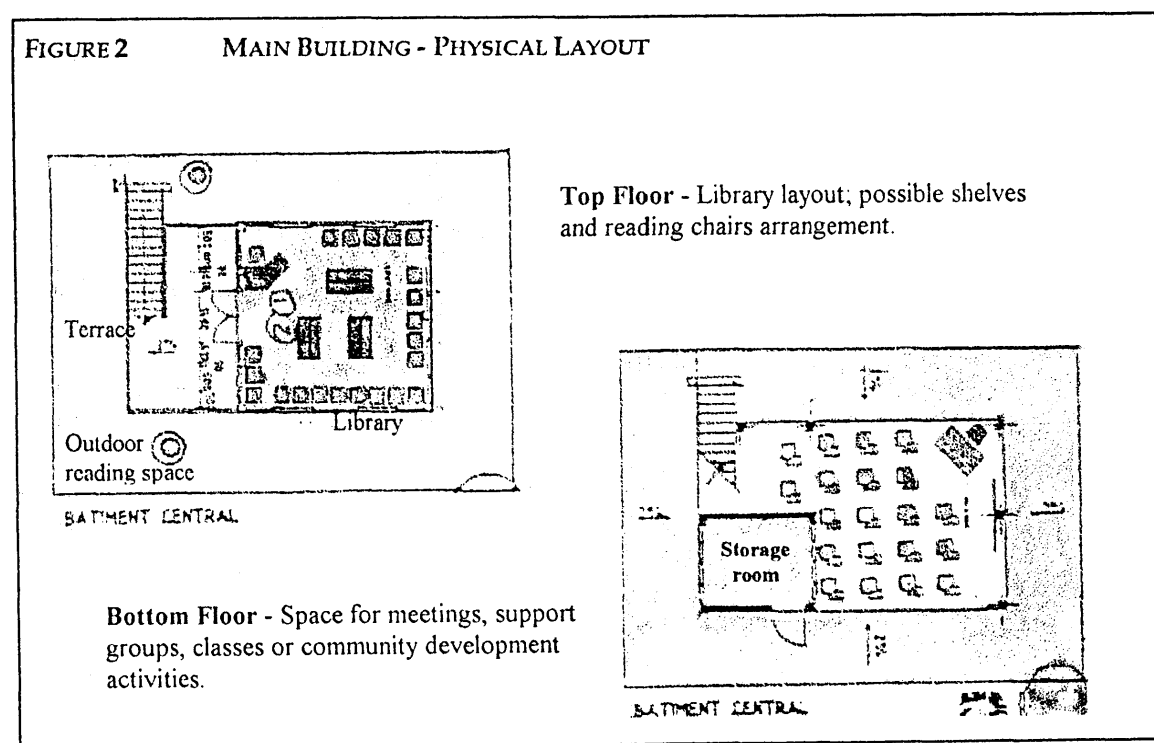 FIGURE 2 MAIN BUILDING - PHYSICAL LAYOUT
Top Floor - Library layout; possible shelves
and reading chairs arrangement.
Terrace
Library
Outdoor
reading space
BATIMENT CENTRAL
Storage
room
Bottom Floor - Space for meetings, support
groups, classes or community development
activities.
BATIMENT CENTRAL